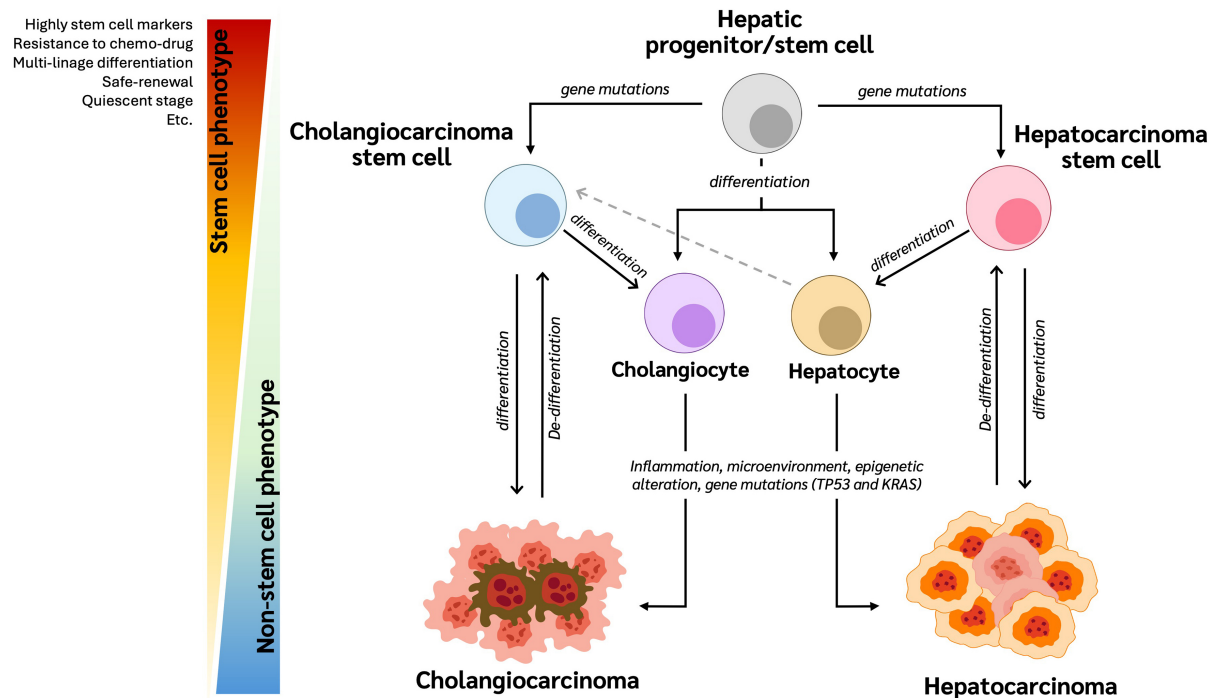 Highly stem cell markers
Resistance to chemo-drug
Multi-linage differentiation
Safe-renewal
Quiescent stage
Etc.
Stem cell phenotype
Non-stem cell phenotype
Hepatic
progenitor/stem cell
gene mutations
gene mutations
Cholangiocarcinoma
stem cell
Hepatocarcinoma
stem cell
differentiation
differentiation
differentiation
Cholangiocyte
Hepatocyte
differentiation
De-differentiation
De-differentiation
differentiation
Inflammation, microenvironment, epigenetic
alteration, gene mutations (TP53 and KRAS)
Cholangiocarcinoma
Hepatocarcinoma